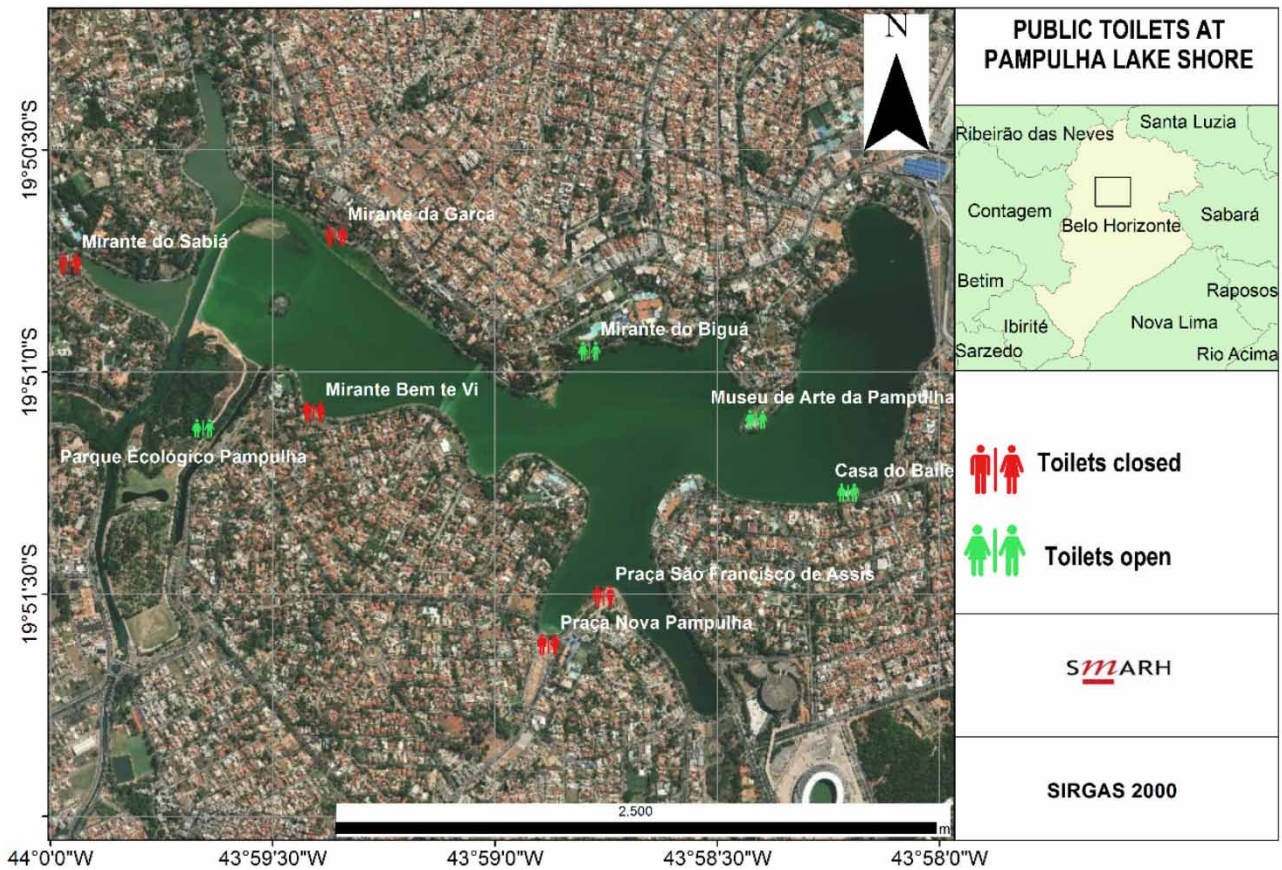 PUBLIC TOILETS AT
PAMPULHA LAKE SHORE
N
19°50'30"S
19°51'0"S
19°51'30"S
Mirante da Garça
Mirante do Sabiá
Mirante do Biguá
Mirante Bem te Vi
Museu de Arte da Pampulha
Parque Ecológico Pampulha
Casa do Baile
Praça São Francisco de Assis
Praça Nova Pampulha
2.500
m
44°0'0"W
43°59'30"W
43°59'0"W
43°58'30"W
43°58'0"W
Ribeirão das Neves
Santa Luzia
Contagem
Sabará
Belo Horizonte
Betim
Raposos
Ibirité
Nova Lima
Sarzedo
Rio Acima
Toilets closed
Toilets open
SmARH
SIRGAS 2000